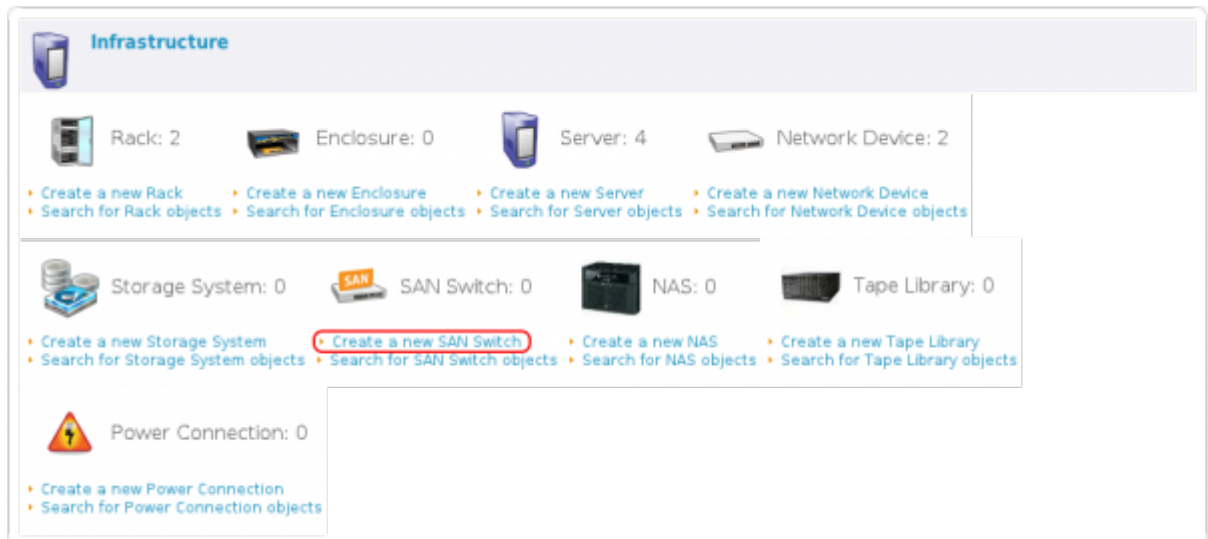 Infrastructure
Rack: 2 Enclosure: 0 Server: 4 Network Device: 2
Create a new Rack Create a new Enclosure Create a new Server Create a new Network Device
Search for Rack objects Search for Enclosure objects Search for Server objects Search for Network Device objects
Storage System: 0 SAN SAN Switch: 0 NAS: 0 Tape Library: 0
Create a new Storage System Create a new SAN Switch Create a new NAS Create a new Tape Library
Search for Storage System objects Search for SAN Switch objects Search for NAS objects Search for Tape Library objects
Power Connection: 0
Create a new Power Connection
Search for Power Connection objects